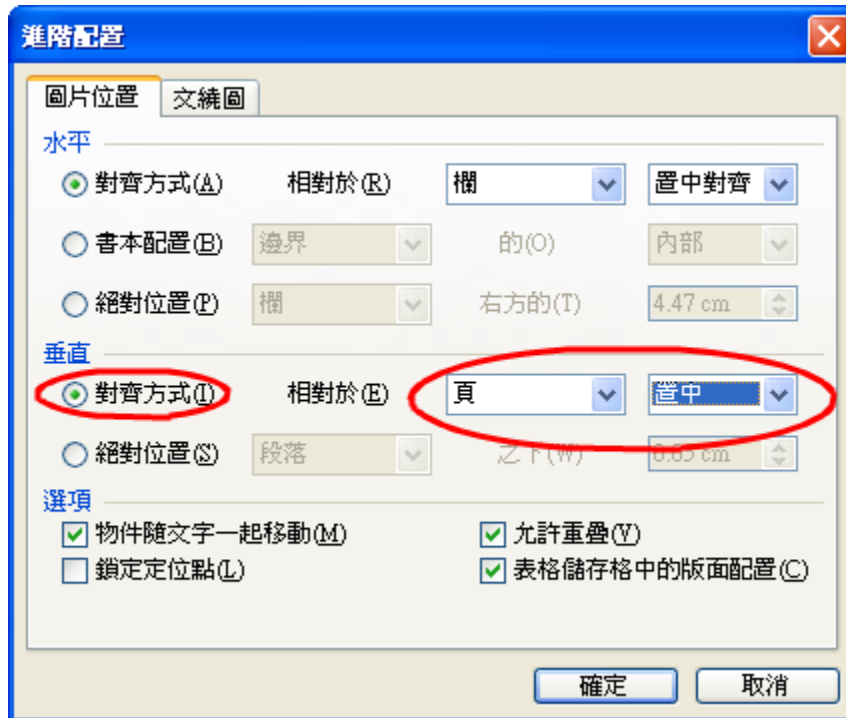 進階配置
圖片位置 文繞圖
水平
對齊方式(A) 相對於(R) 欄 置中對齊
書本配置(B) 邊界 的(O) 內部
絕對位置(P) 欄 右方的(T) 4.47 cm
垂直
對齊方式(I) 相對於(E) 頁 置中
絕對位置(S) 段落 之下(W) cm
選項
物件隨文字一起移動(M) 允許重疊(V)
鎖定定位點(L) 表格儲存格中的版面配置(C)
確定 取消